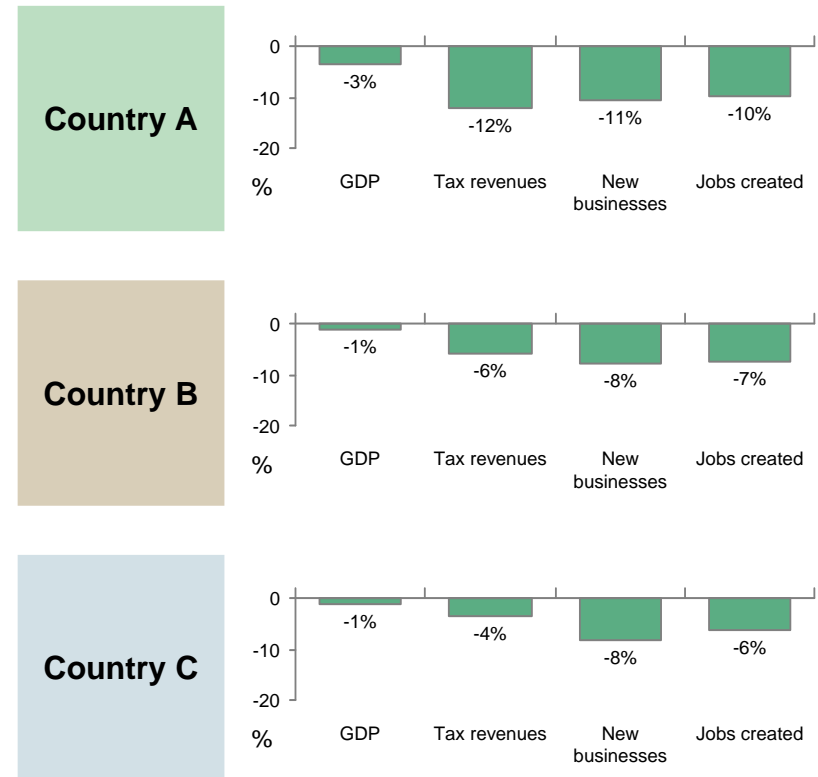 Country A
0
-10
-20
%
-3%
-12%
-11%
-10%
GDP
Tax revenues
New
businesses
Jobs created
Country B
0
-10
-20
%
-1%
-6%
-8%
-7%
GDP
Tax revenues
New
businesses
Jobs created
Country C
0
-10
-20
%
-1%
-4%
-8%
-6%
GDP
Tax revenues
New
businesses
Jobs created